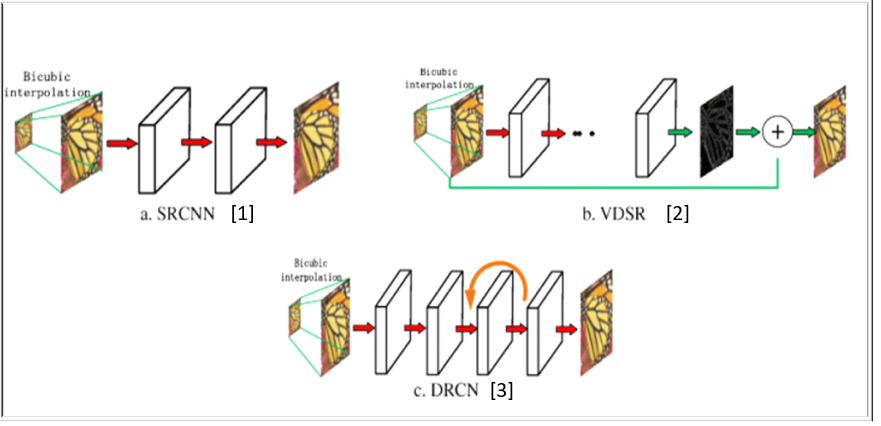 Bicubic
interpolation
a. SRCNN [1]
Bicubic
interpolation
+
b. VDSR [2]
Bicubic
interpolation
c. DRCN [3]